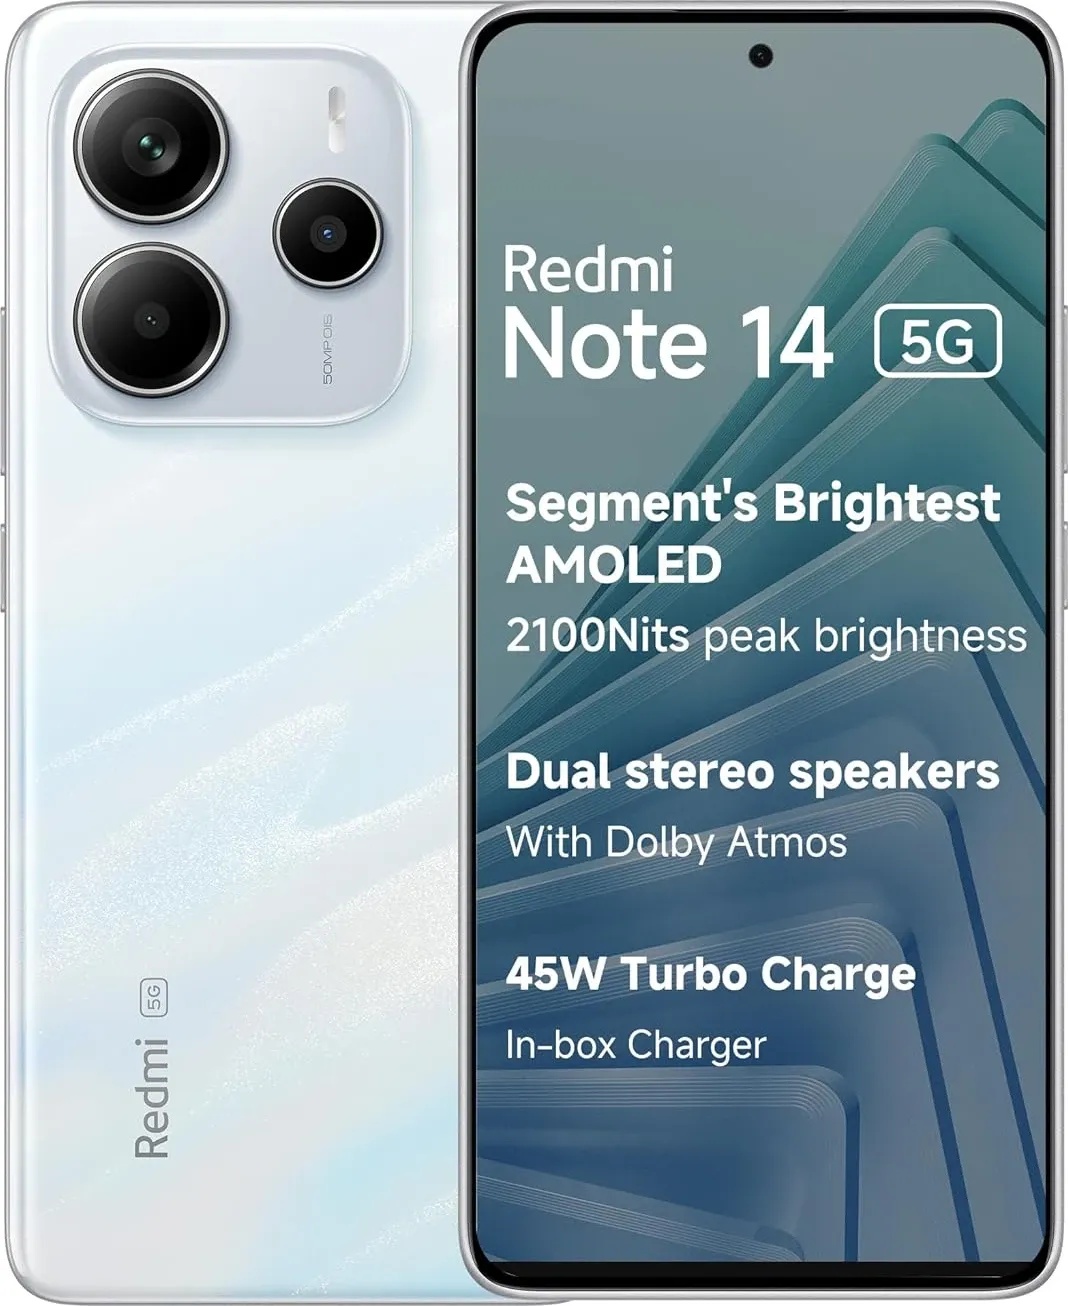 50MP OIS
Redmi 5G
Redmi
Note 14 5G
Segment's Brightest
AMOLED
2100Nits peak brightness
Dual stereo speakers
With Dolby Atmos
45W Turbo Charge
In-box Charger